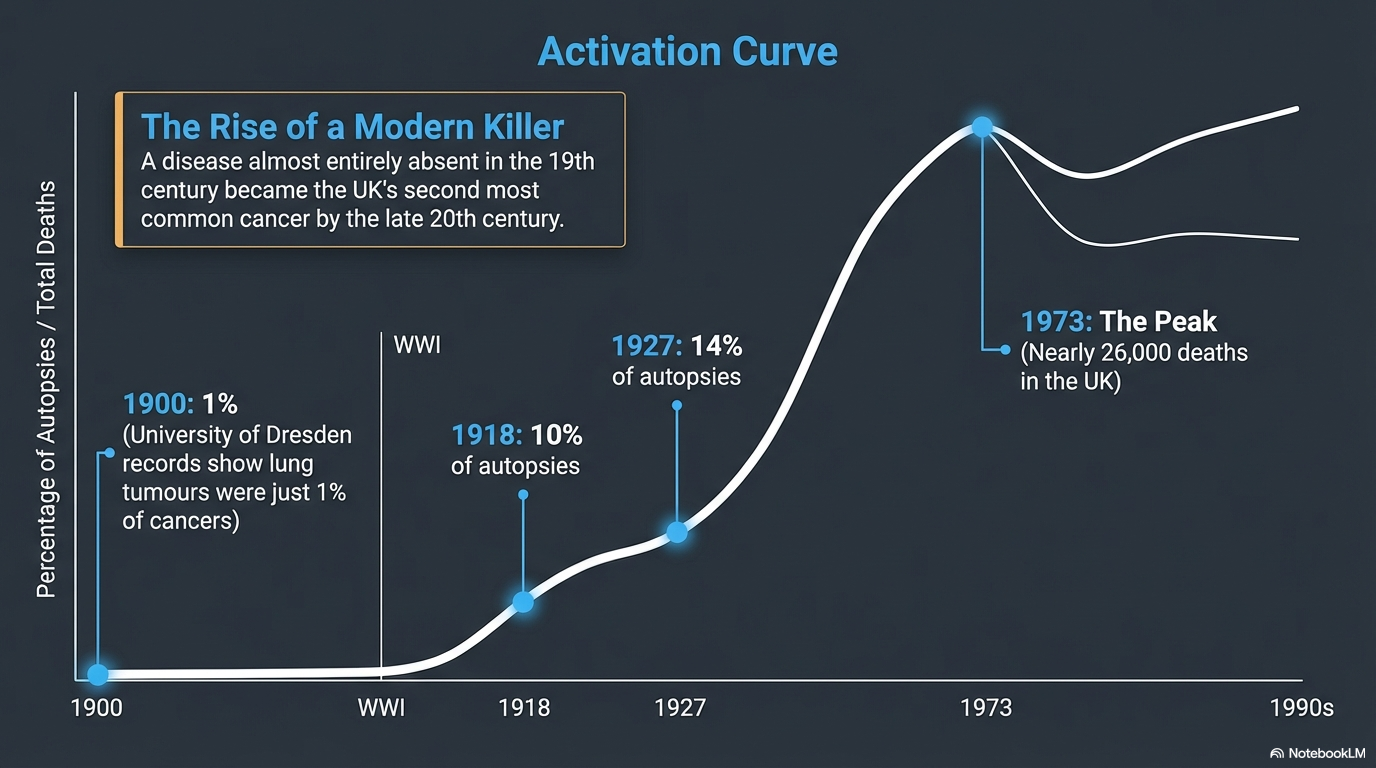 Activation Curve
The Rise of a Modern Killer
A disease almost entirely absent in the 19th
century became the UK's second most
common cancer by the late 20th century.
Percentage of Autopsies / Total Deaths
1900: 1%
(University of Dresden
records show lung
tumours were just 1%
of cancers)
WWI
1918: 10%
of autopsies
1927: 14%
of autopsies
1973: The Peak
(Nearly 26,000 deaths
in the UK)
1900
WWI
1918
1927
1973
1990s
NotebookLM